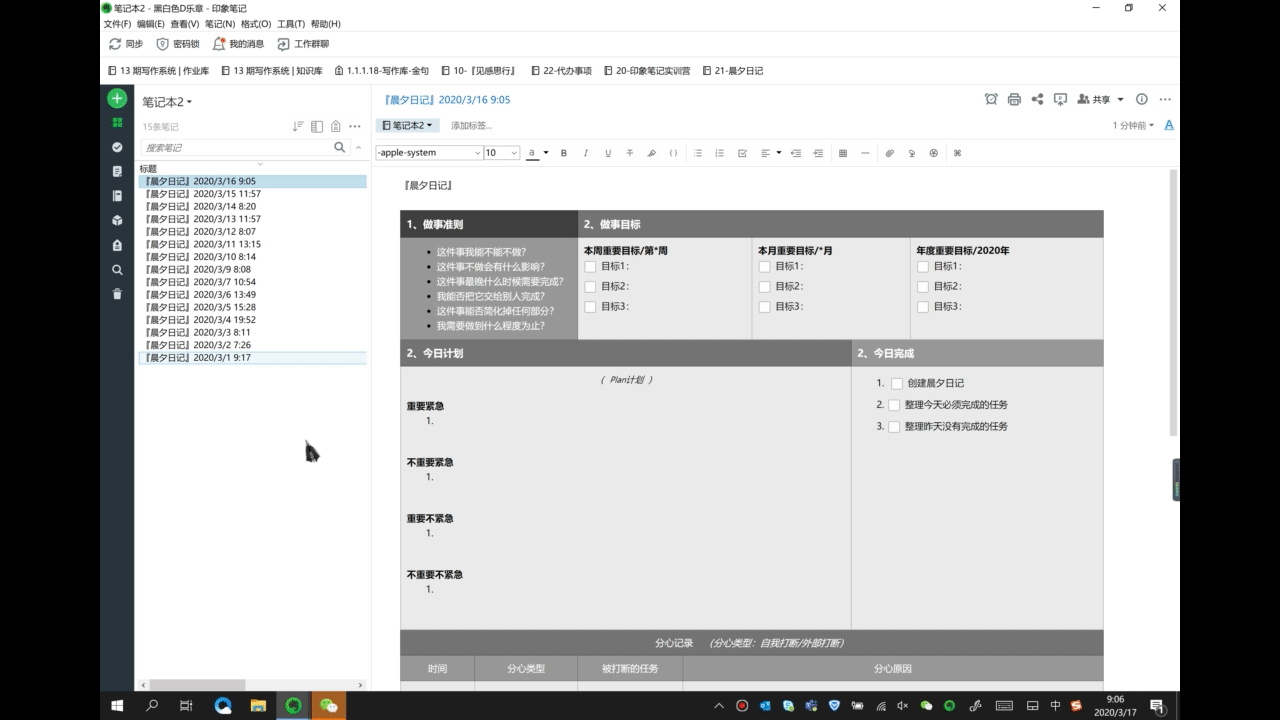 笔记本2 - 黑白色D乐章 - 印象笔记
文件(F) 编辑(E) 查看(V) 笔记(N) 格式(O) 工具(T) 帮助(H)
同步 密码锁 我的消息 工作群聊
13 期写作系统 | 作业库 13 期写作系统 | 知识库 1.1.1.18-写作库-金句 10-『见感思行』 22-代办事项 20-印象笔记实训营 21-晨夕日记
笔记本2
15条笔记
搜索笔记
标题
『晨夕日记』2020/3/16 9:05
『晨夕日记』2020/3/15 11:57
『晨夕日记』2020/3/14 8:20
『晨夕日记』2020/3/13 11:57
『晨夕日记』2020/3/12 8:07
『晨夕日记』2020/3/11 13:15
『晨夕日记』2020/3/10 8:14
『晨夕日记』2020/3/9 8:08
『晨夕日记』2020/3/7 10:54
『晨夕日记』2020/3/6 13:49
『晨夕日记』2020/3/5 15:28
『晨夕日记』2020/3/4 19:52
『晨夕日记』2020/3/3 8:11
『晨夕日记』2020/3/2 7:26
『晨夕日记』2020/3/1 9:17
『晨夕日记』2020/3/16 9:05
共享
笔记本2 添加标签...
1 分钟前
-apple-system 10
『晨夕日记』
1、做事准则
这件事我能不能不做?
这件事不做会有什么影响?
这件事最晚什么时候需要完成?
我能否把它交给别人完成?
这件事能否简化掉任何部分?
我需要做到什么程度为止?
2、做事目标
本周重要目标/第*周
目标1:
目标2:
目标3:
本月重要目标/*月
目标1:
目标2:
目标3:
年度重要目标/2020年
目标1:
目标2:
目标3:
2、今日计划
( Plan计划 )
重要紧急
1.
不重要紧急
1.
重要不紧急
1.
不重要不紧急
1.
2、今日完成
1. 创建晨夕日记
2. 整理今天必须完成的任务
3. 整理昨天没有完成的任务
分心记录 (分心类型：自我打断/外部打断)
时间 分心类型 被打断的任务 分心原因
中
9:06
2020/3/17